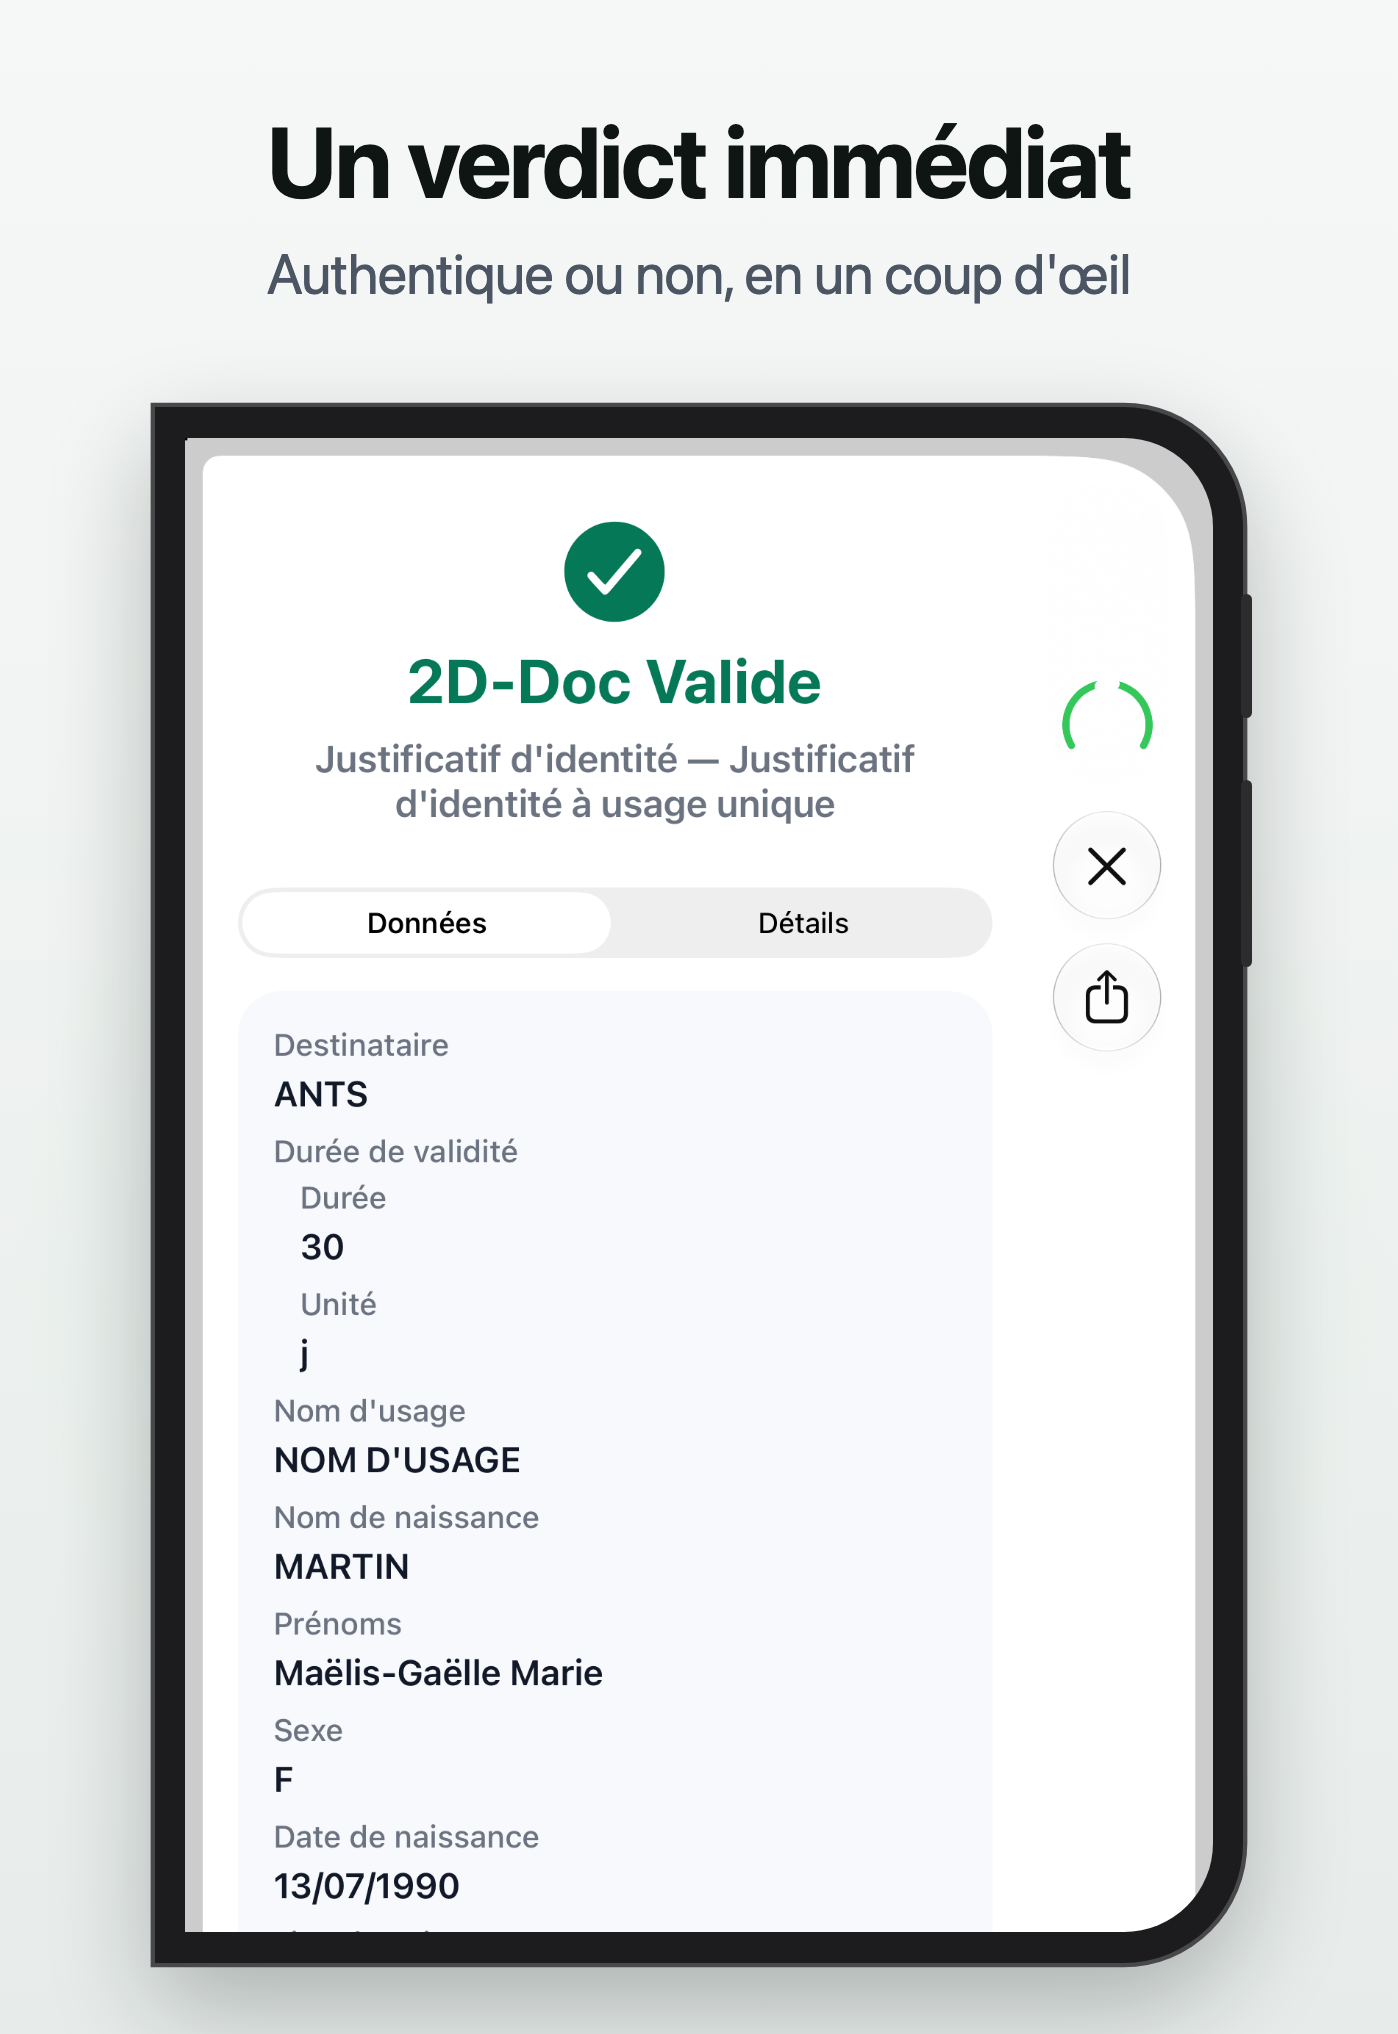 Un verdict immédiat
Authentique ou non, en un coup d'œil
2D-Doc Valide
Justificatif d'identité — Justificatif
d'identité à usage unique
Données
Détails
Destinataire
ANTS
Durée de validité
Durée
30
Unité
j
Nom d'usage
NOM D'USAGE
Nom de naissance
MARTIN
Prénoms
Maëlis-Gaëlle Marie
Sexe
F
Date de naissance
13/07/1990